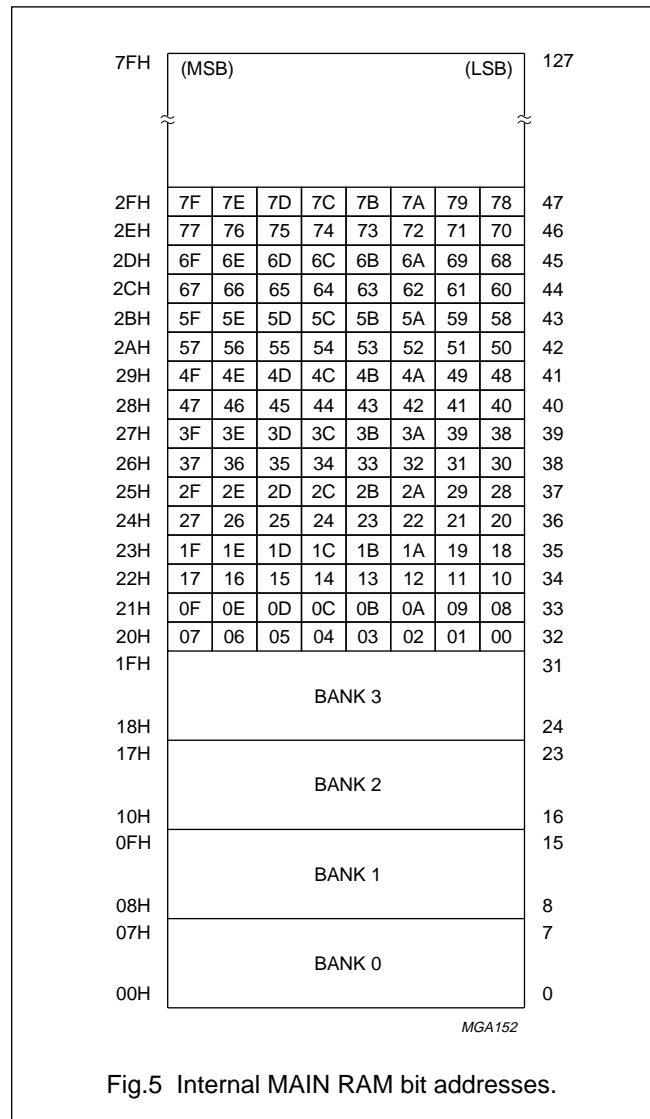 7FH (MSB) (LSB) 127
2FH 7F 7E 7D 7C 7B 7A 79 78 47
2EH 77 76 75 74 73 72 71 70 46
2DH 6F 6E 6D 6C 6B 6A 69 68 45
2CH 67 66 65 64 63 62 61 60 44
2BH 5F 5E 5D 5C 5B 5A 59 58 43
2AH 57 56 55 54 53 52 51 50 42
29H 4F 4E 4D 4C 4B 4A 49 48 41
28H 47 46 45 44 43 42 41 40 40
27H 3F 3E 3D 3C 3B 3A 39 38 39
26H 37 36 35 34 33 32 31 30 38
25H 2F 2E 2D 2C 2B 2A 29 28 37
24H 27 26 25 24 23 22 21 20 36
23H 1F 1E 1D 1C 1B 1A 19 18 35
22H 17 16 15 14 13 12 11 10 34
21H 0F 0E 0D 0C 0B 0A 09 08 33
20H 07 06 05 04 03 02 01 00 32
1FH 31
BANK 3
18H 24
17H 23
BANK 2
10H 16
0FH 15
BANK 1
08H 8
07H 7
BANK 0
00H 0
MGA152
Fig.5 Internal MAIN RAM bit addresses.